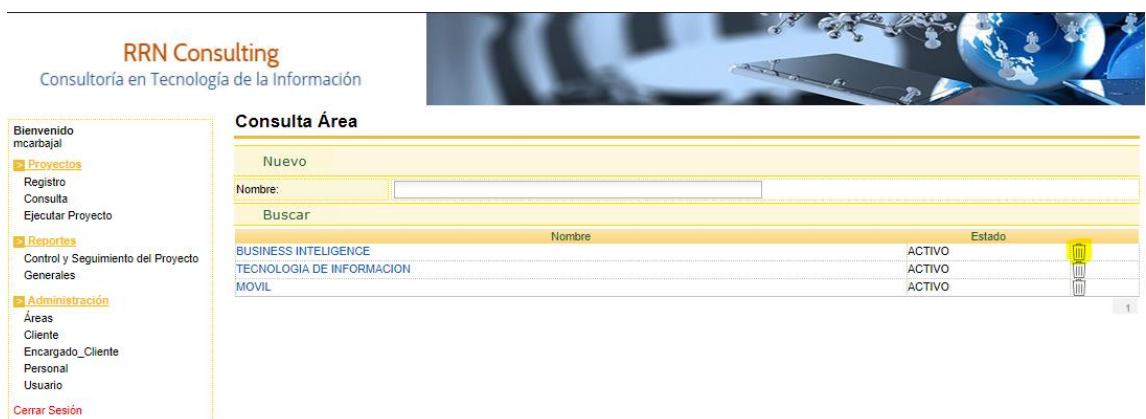 RRN Consulting
Consultoría en Tecnología de la Información
Bienvenido
mcarbajal
Proyectos
Registro
Consulta
Ejecutar Proyecto
Reportes
Control y Seguimiento del Proyecto
Generales
Administración
Áreas
Cliente
Encargado_Cliente
Personal
Usuario
Cerrar Sesión
Consulta Área
Nuevo
Nombre:
Buscar
Nombre Estado
BUSINESS INTELIGENCE ACTIVO
TECNOLOGIA DE INFORMACION ACTIVO
MOVIL ACTIVO
1